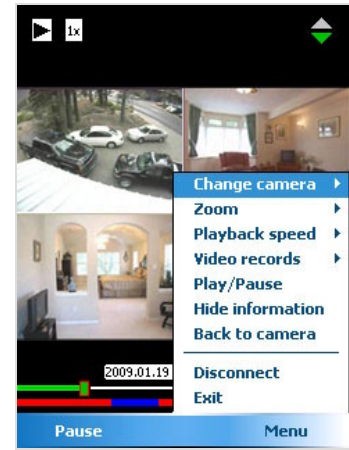 1x
Change camera
Zoom
Playback speed
Video records
Play/Pause
Hide information
Back to camera
2009.01.19
Disconnect
Exit
Pause
Menu